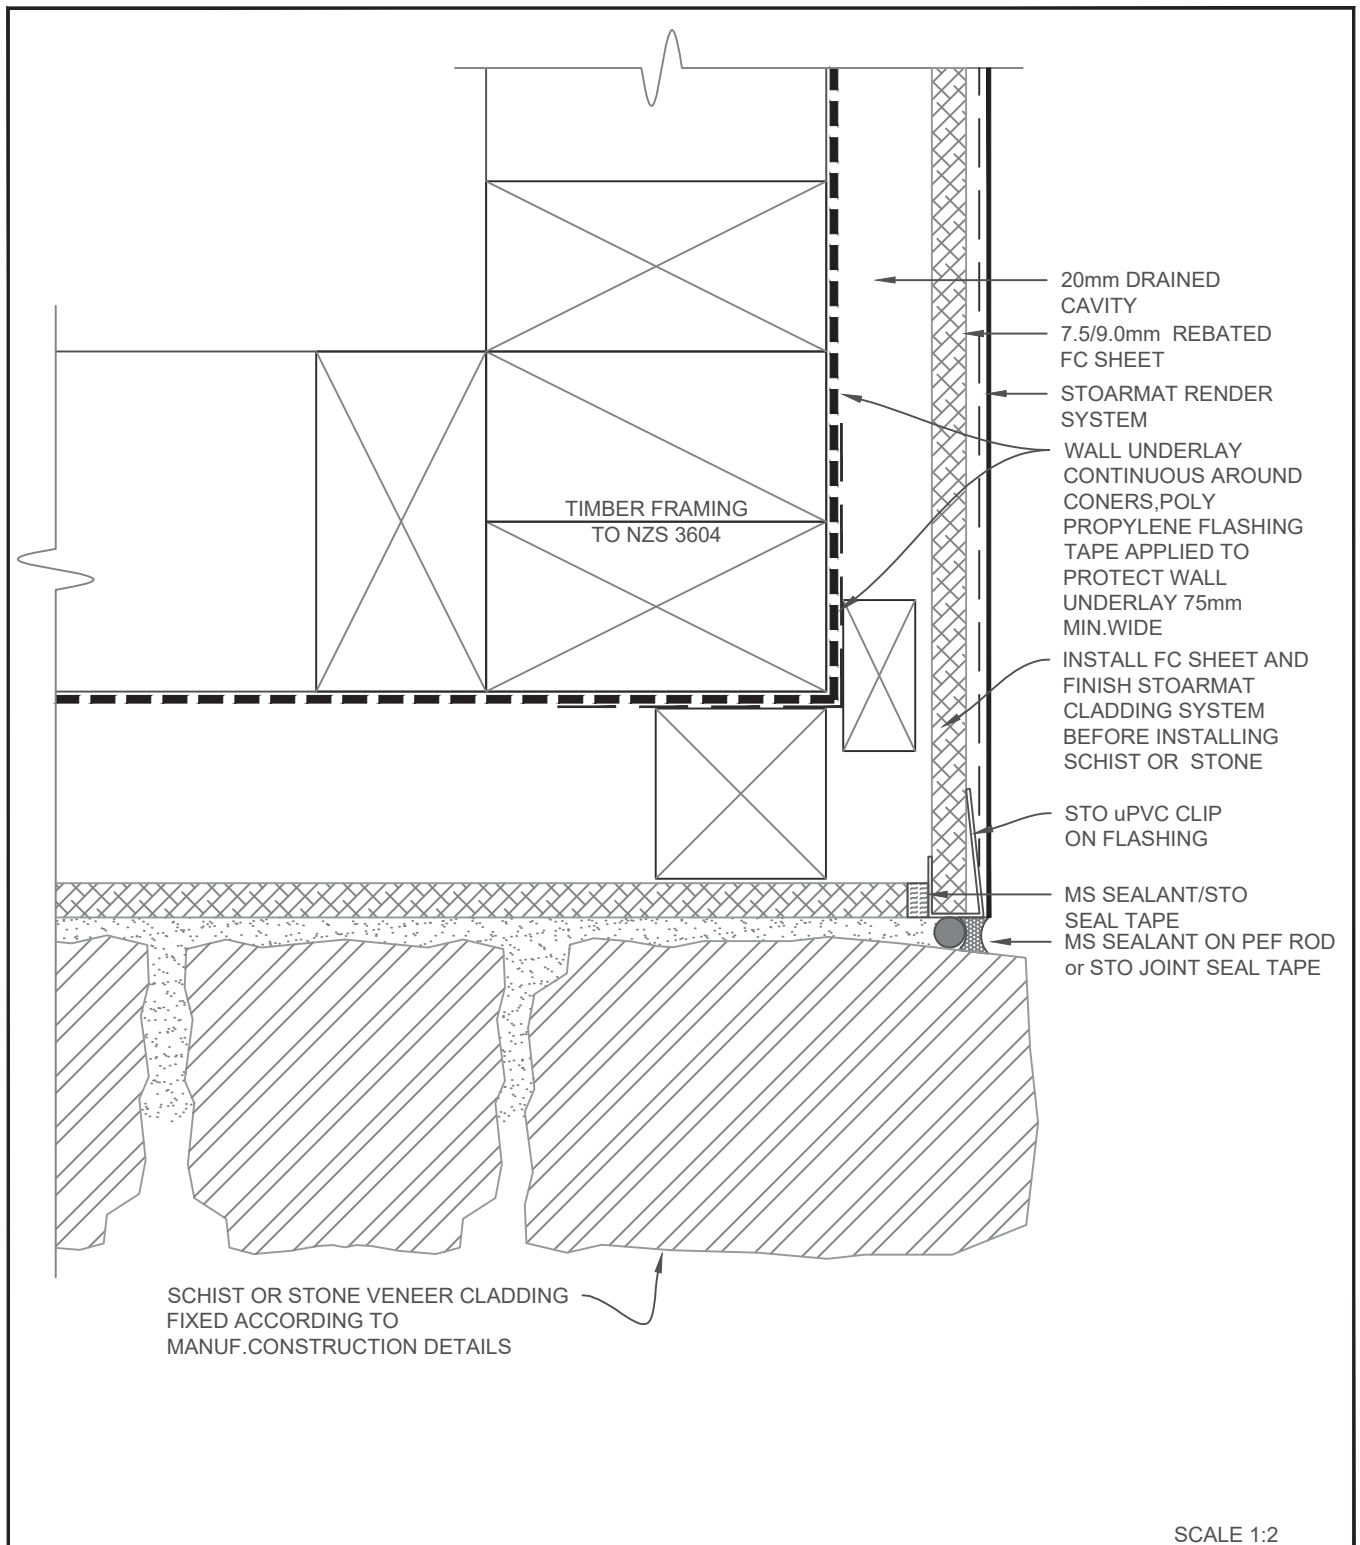 20mm DRAINED
CAVITY
7.5/9.0mm REBATED
FC SHEET
STOARMAT RENDER
SYSTEM
WALL UNDERLAY
CONTINUOUS AROUND
CONERS,POLY
PROPYLENE FLASHING
TAPE APPLIED TO
PROTECT WALL
UNDERLAY 75mm
MIN.WIDE
TIMBER FRAMING
TO NZS 3604
INSTALL FC SHEET AND
FINISH STOARMAT
CLADDING SYSTEM
BEFORE INSTALLING
SCHIST OR STONE
STO uPVC CLIP
ON FLASHING
MS SEALANT/STO
SEAL TAPE
MS SEALANT ON PEF ROD
or STO JOINT SEAL TAPE
SCHIST OR STONE VENEER CLADDING
FIXED ACCORDING TO
MANUF.CONSTRUCTION DETAILS
SCALE 1:2